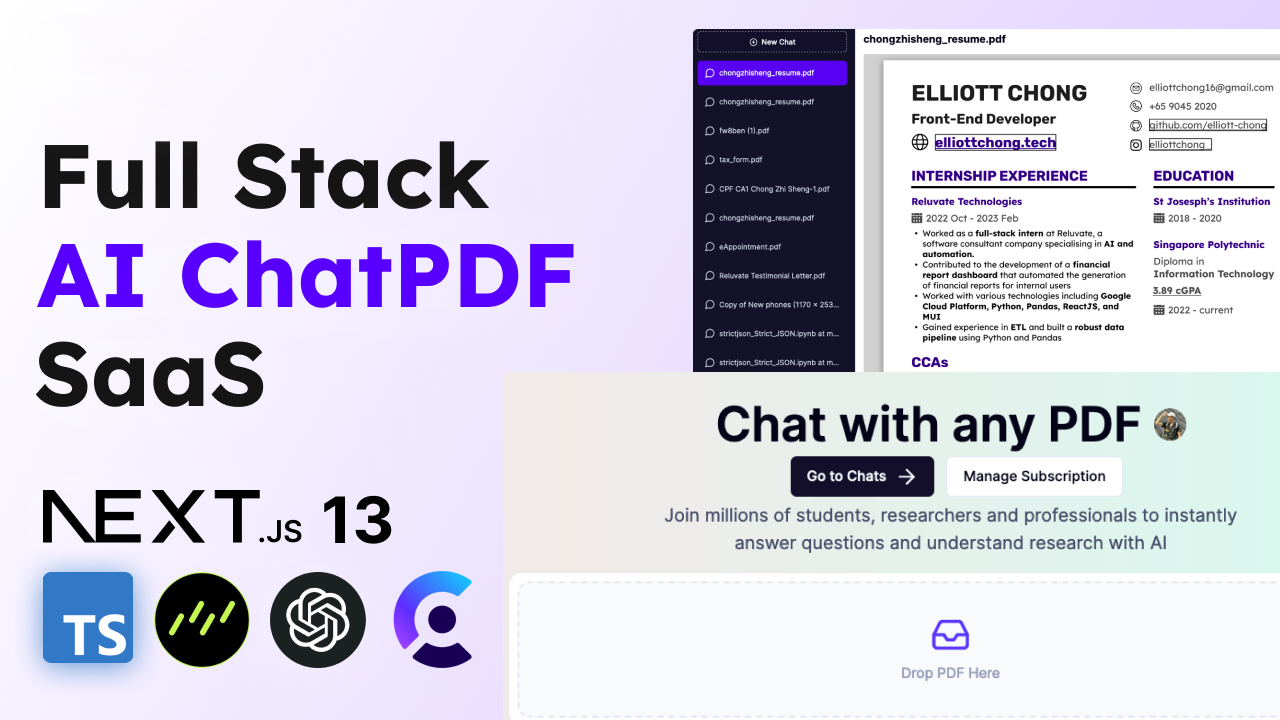 Full Stack
AI ChatPDF
SaaS
NEXT.JS 13
TS
New Chat
chongzhisheng_resume.pdf
chongzhisheng_resume.pdf
fw8ben (1).pdf
tax_form.pdf
CPF CA1 Chong Zhi Sheng-1.pdf
chongzhisheng_resume.pdf
eAppointment.pdf
Reluvate Testimonial Letter.pdf
Copy of New phones (1170 × 253...
strictjson_Strict_JSON.ipynb at m...
strictjson_Strict_JSON.ipynb at m...
chongzhisheng_resume.pdf
ELLIOTT CHONG
Front-End Developer
elliottchong.tech
elliottchong16@gmail.com
+65 9045 2020
github.com/elliott-chong
elliottchong_
INTERNSHIP EXPERIENCE
Reluvate Technologies
2022 Oct - 2023 Feb
• Worked as a full-stack intern at Reluvate, a
software consultant company specialising in AI and
automation.
• Contributed to the development of a financial
report dashboard that automated the generation
of financial reports for internal users
• Worked with various technologies including Google
Cloud Platform, Python, Pandas, ReactJS, and
MUI
• Gained experience in ETL and built a robust data
pipeline using Python and Pandas
CCAs
EDUCATION
St Josesph's Institution
2018 - 2020
Singapore Polytechnic
Diploma in
Information Technology
3.89 cGPA
2022 - current
Chat with any PDF
Go to Chats
Manage Subscription
Join millions of students, researchers and professionals to instantly
answer questions and understand research with AI
Drop PDF Here